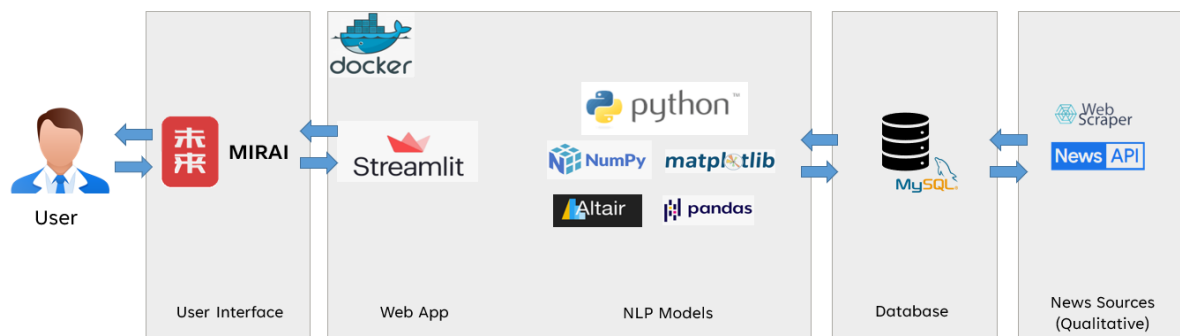 docker
python™
未
来
MIRAI
Streamlit
NumPy
matplotlib
Altair
pandas
MySQL
Web
Scraper
News API
User
User Interface
Web App
NLP Models
Database
News Sources
(Qualitative)